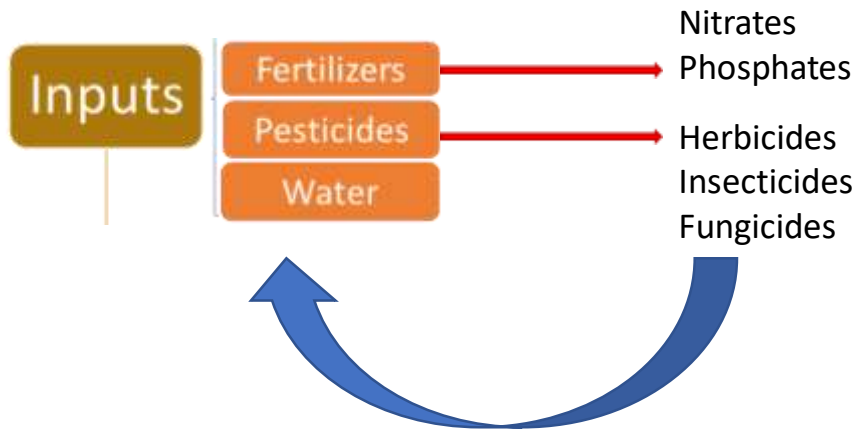 Inputs
Fertilizers
Pesticides
Water
Nitrates
Phosphates
Herbicides
Insecticides
Fungicides